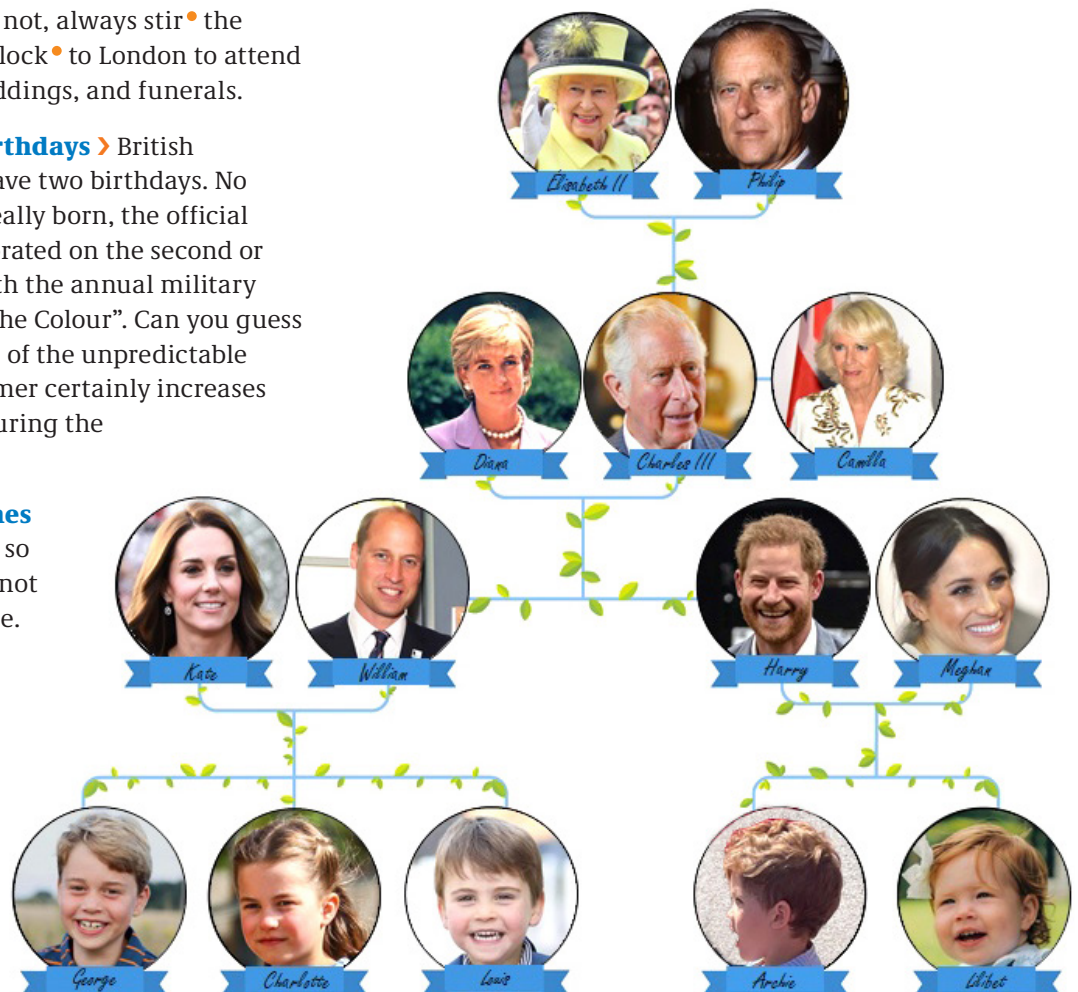 not, always stir• the
lock• to London to attend
ddings, and funerals.
rthdays › British
ave two birthdays. No
eally born, the official
rated on the second or
th the annual military
he Colour”. Can you guess
of the unpredictable
mer certainly increases
uring the
nes
so
not
e.
Élisabeth II
Philip
Diana
Charles III
Camilla
Kate
William
Harry
Meghan
George
Charlotte
Louis
Archie
Lilibet